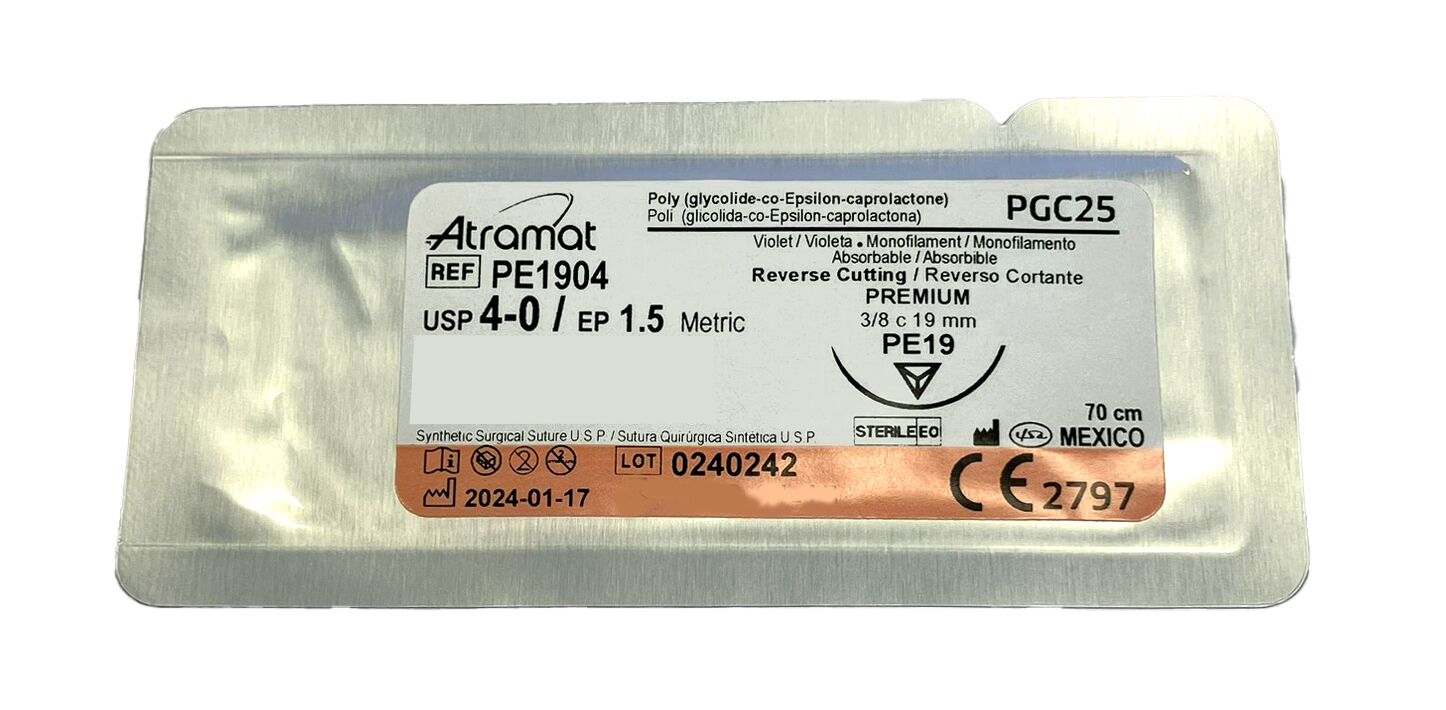 Atramat
REF PE1904
USP 4-0 / EP 1.5 Metric
Poly (glycolide-co-Epsilon-caprolactone)
Poli (glicolida-co-Epsilon-caprolactona)
PGC25
Violet / Violeta • Monofilament / Monofilamento
Absorbable / Absorbible
Reverse Cutting / Reverso Cortante
PREMIUM
3/8 c 19 mm
PE19
Synthetic Surgical Suture U.S.P. / Sutura Quirúrgica Sintética U.S.P.
STERILE EO
70 cm
MEXICO
LOT 0240242
2024-01-17
CE 2797